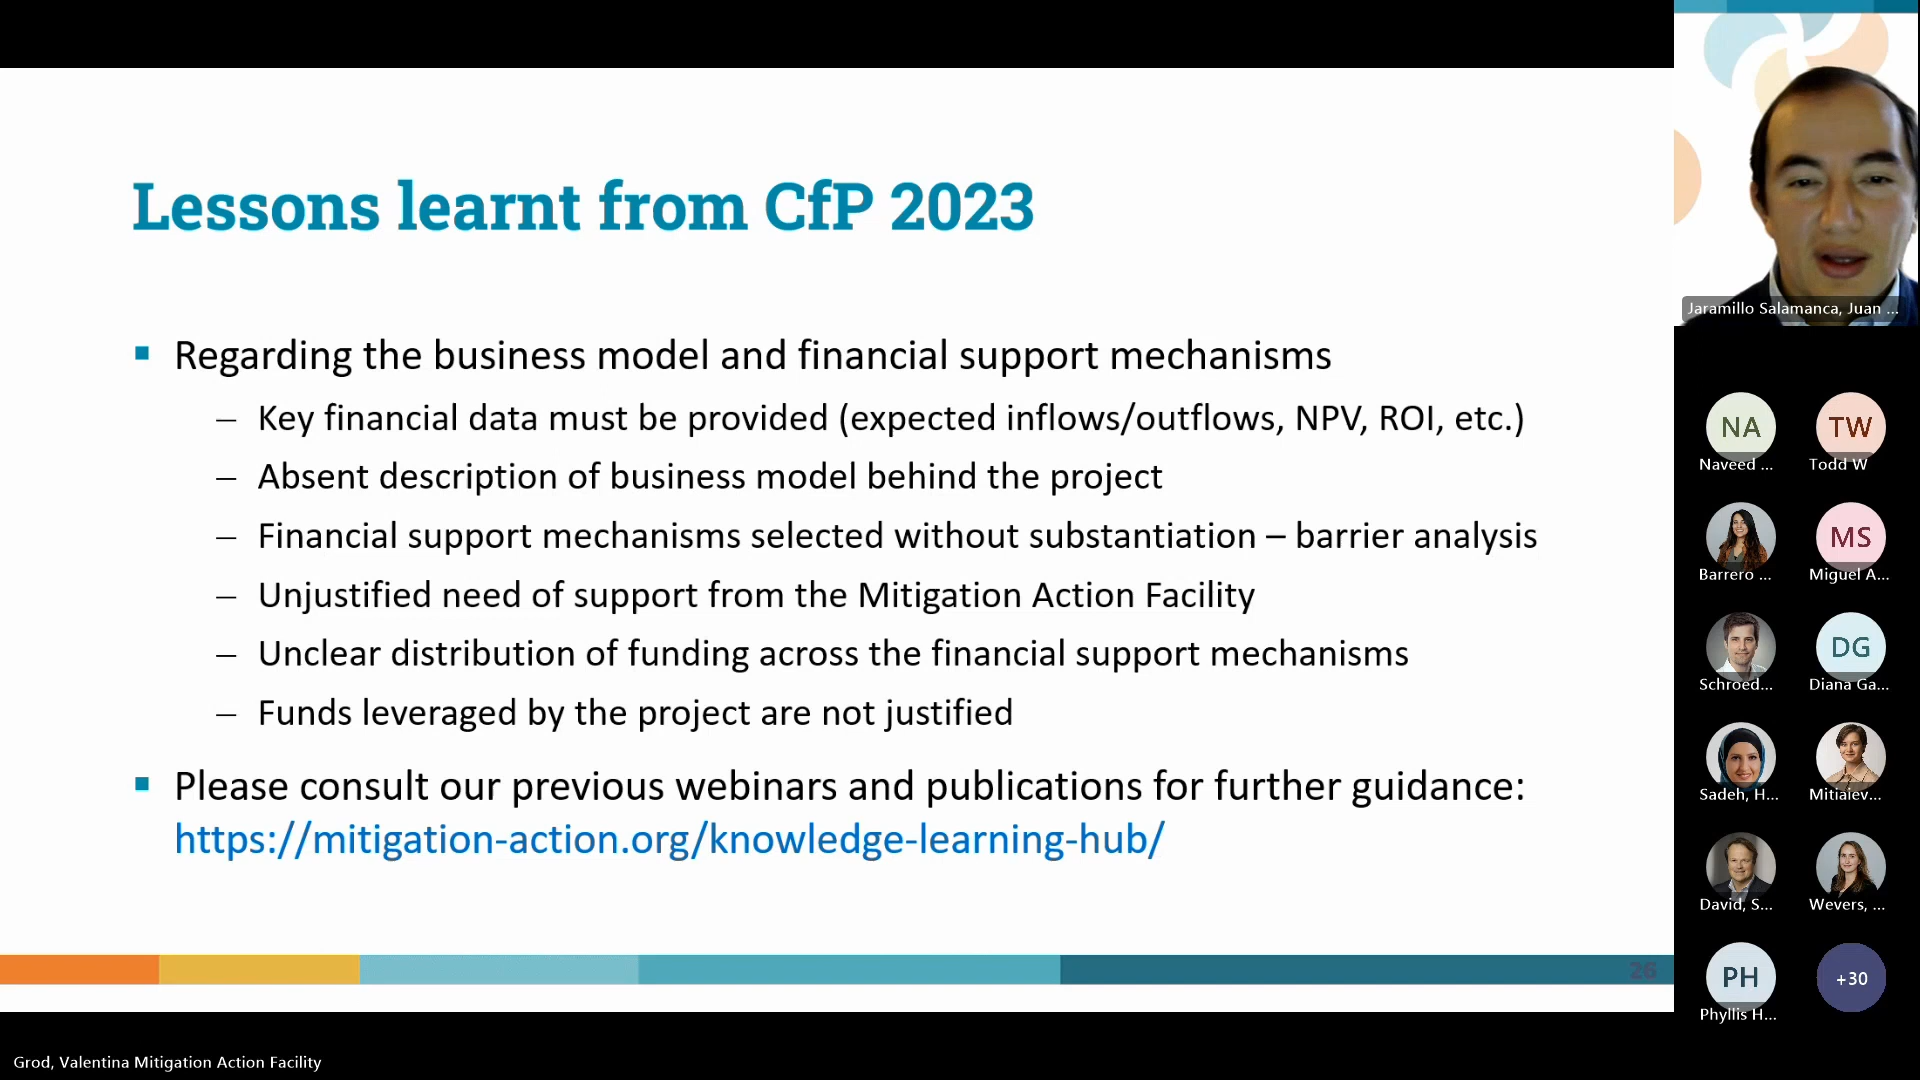 Lessons learnt from CfP 2023
Regarding the business model and financial support mechanisms
– Key financial data must be provided (expected inflows/outflows, NPV, ROI, etc.)
– Absent description of business model behind the project
– Financial support mechanisms selected without substantiation – barrier analysis
– Unjustified need of support from the Mitigation Action Facility
– Unclear distribution of funding across the financial support mechanisms
– Funds leveraged by the project are not justified
Please consult our previous webinars and publications for further guidance:
https://mitigation-action.org/knowledge-learning-hub/
26
Grod, Valentina Mitigation Action Facility
Jaramillo Salamanca, Juan ...
NA
Naveed ...
TW
Todd W
Barrero ...
MS
Miguel A...
Schroed...
DG
Diana Ga...
Sadeh, H...
Mitialev...
David, S...
Wevers, ...
PH
Phyllis H...
+30